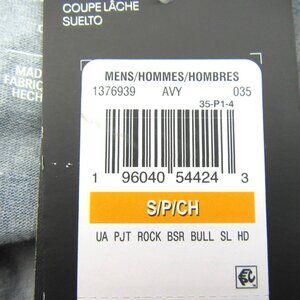 COUPE LÂCHE
SUELTO
MAD
FABRIC
HECH
MENS/HOMMES/HOMBRES
1376939 AVY 035
35-P1-4
1 96040 54424 3
S/P/CH
UA PJT ROCK BSR BULL SL HD